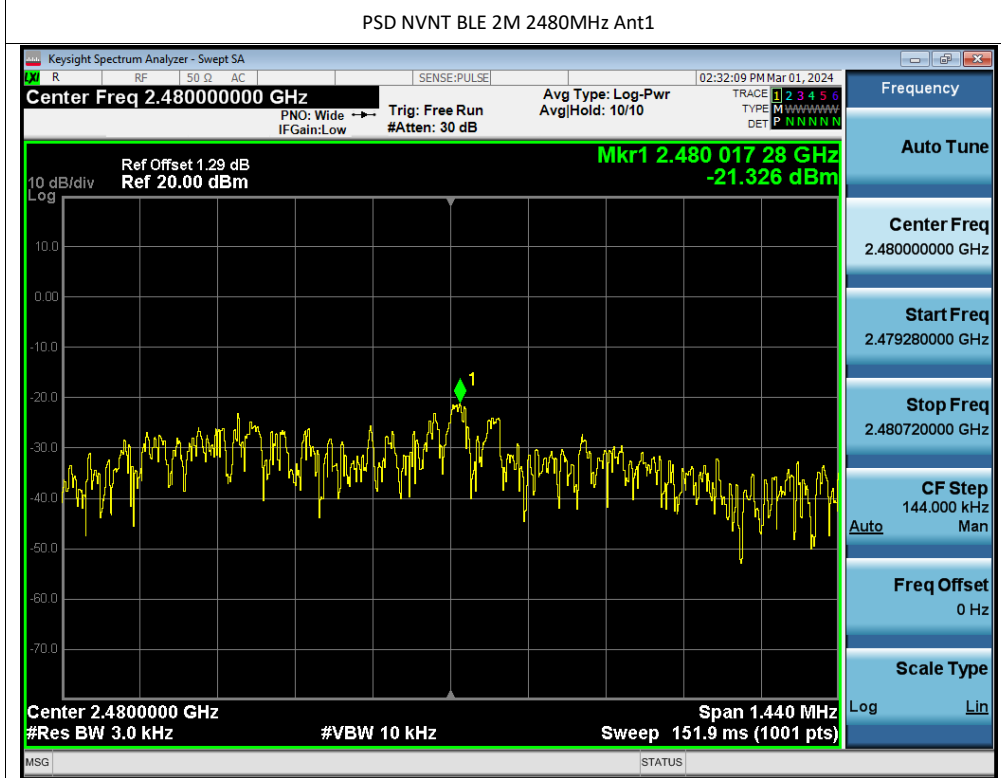 PSD NVNT BLE 2M 2480MHz Ant1
Keysight Spectrum Analyzer - Swept SA
LXI R RF 50 Ω AC SENSE:PULSE 02:32:09 PM Mar 01, 2024
Center Freq 2.480000000 GHz
PNO: Wide
IFGain:Low
Trig: Free Run
#Atten: 30 dB
Avg Type: Log-Pwr
Avg|Hold: 10/10
TRACE 1 2 3 4 5 6
TYPE M WWWWW
DET P N N N N N
Mkr1 2.480 017 28 GHz
-21.326 dBm
Ref Offset 1.29 dB
10 dB/div Ref 20.00 dBm
Log
10.0
0.00
-10.0
-20.0
-30.0
-40.0
-50.0
-60.0
-70.0
1
Center 2.4800000 GHz Span 1.440 MHz
#Res BW 3.0 kHz #VBW 10 kHz Sweep 151.9 ms (1001 pts)
MSG STATUS
Frequency
Auto Tune
Center Freq
2.480000000 GHz
Start Freq
2.479280000 GHz
Stop Freq
2.480720000 GHz
CF Step
144.000 kHz
Auto Man
Freq Offset
0 Hz
Scale Type
Log Lin